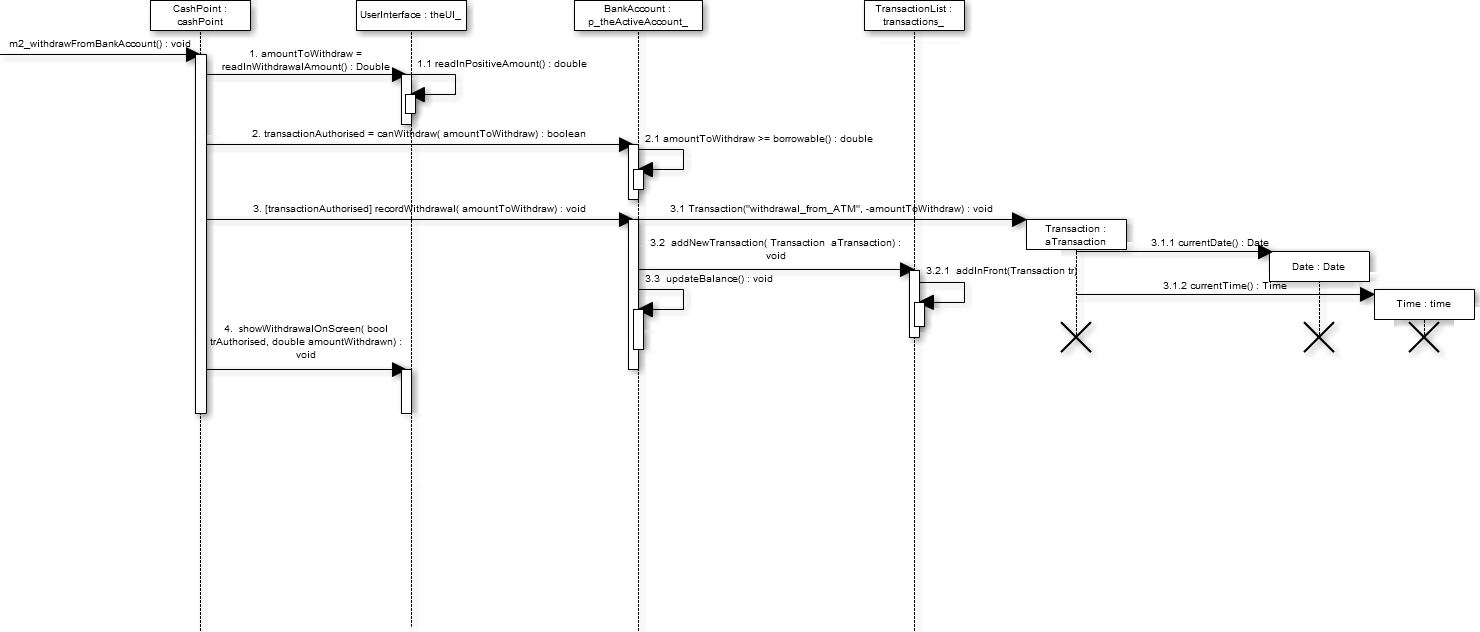 CashPoint :
cashPoint
UserInterface : theUI_
BankAccount :
p_theActiveAccount_
TransactionList :
transactions_
m2_withdrawFromBankAccount() : void
1. amountToWithdraw =
readInWithdrawalAmount() : Double
1.1 readInPositiveAmount() : double
2. transactionAuthorised = canWithdraw( amountToWithdraw) : boolean
2.1 amountToWithdraw >= borrowable() : double
3. [transactionAuthorised] recordWithdrawal( amountToWithdraw) : void
3.1 Transaction("withdrawal_from_ATM", -amountToWithdraw) : void
Transaction :
aTransaction
3.1.1 currentDate() : Date
Date : Date
3.2 addNewTransaction( Transaction aTransaction) :
void
3.2.1 addInFront(Transaction tr)
3.3 updateBalance() : void
3.1.2 currentTime() : Time
Time : time
4. showWithdrawalOnScreen( bool
trAuthorised, double amountWithdrawn) :
void